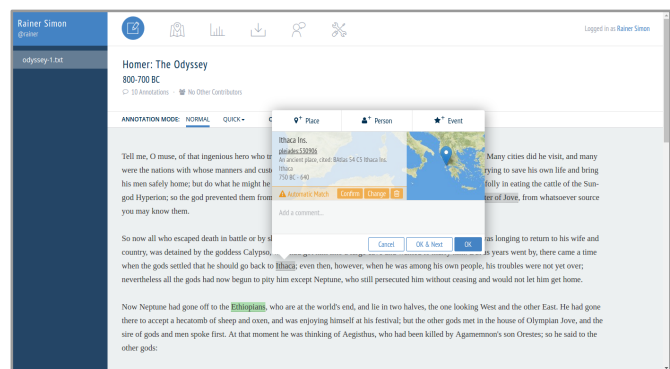 Rainer Simon
@rainer
Logged in as Rainer Simon
odyssey-1.txt
Homer: The Odyssey
800-700 BC
10 Annotations · No Other Contributors
ANNOTATION MODE: NORMAL QUICK
Place Person Event
Ithaca Ins.
pleiades:530906
An ancient place, cited: BAtlas 54 C5 Ithaca Ins.
Ithaca
750 BC - 640
Automatic Match Confirm Change
Add a comment...
Cancel OK & Next OK
Tell me, O muse, of that ingenious hero who Many cities did he visit, and many
were the nations with whose manners and rying to save his own life and bring
his men safely home; but do what he might he folly in eating the cattle of the Sun-
god Hyperion; so the god prevented them from ter of Jove, from whatsoever source
you may know them.
So now all who escaped death in battle or by as longing to return to his wife and
country, was detained by the goddess Calypso, years went by, there came a time
when the gods settled that he should go back to Ithaca; even then, however, when he was among his own people, his troubles were not yet over;
nevertheless all the gods had now begun to pity him except Neptune, who still persecuted him without ceasing and would not let him get home.
Now Neptune had gone off to the Ethiopians, who are at the world's end, and lie in two halves, the one looking West and the other East. He had gone
there to accept a hecatomb of sheep and oxen, and was enjoying himself at his festival; but the other gods met in the house of Olympian Jove, and the
sire of gods and men spoke first. At that moment he was thinking of Aegisthus, who had been killed by Agamemnon's son Orestes; so he said to the
other gods: